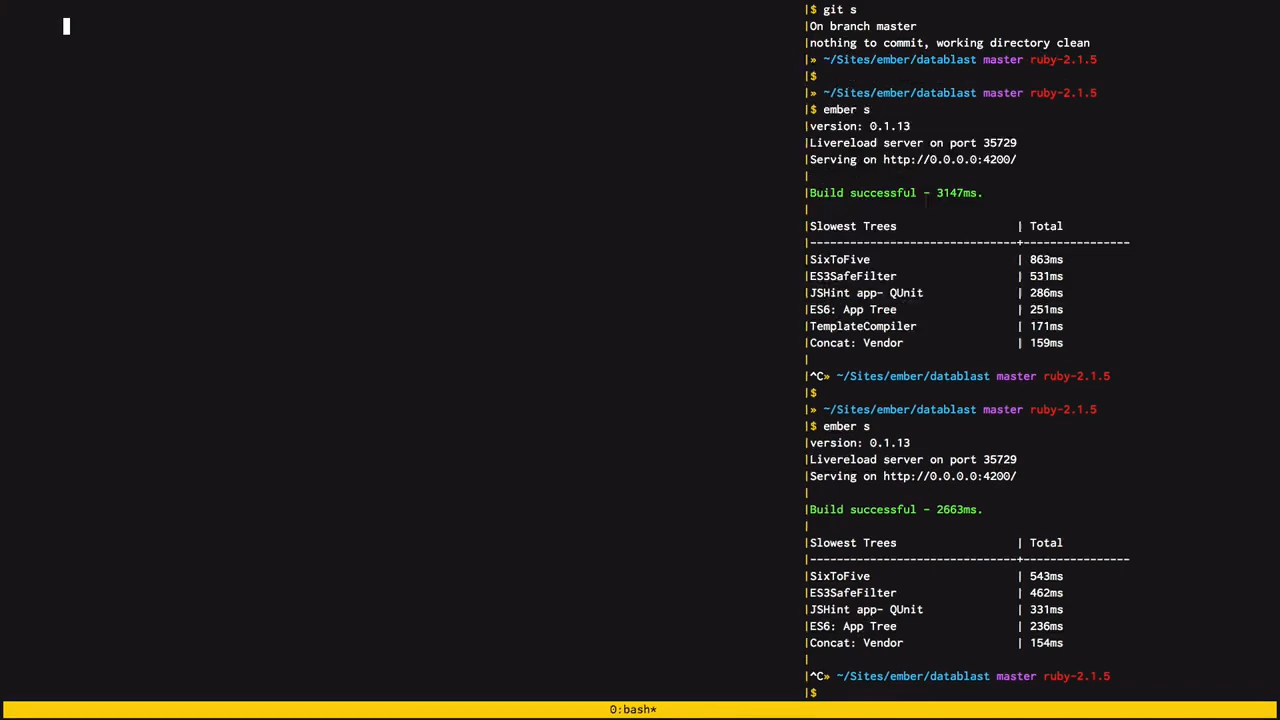 |$ git s
|On branch master
|nothing to commit, working directory clean
|» ~/Sites/ember/datablast master ruby-2.1.5
|$
|» ~/Sites/ember/datablast master ruby-2.1.5
|$ ember s
|version: 0.1.13
|Livereload server on port 35729
|Serving on http://0.0.0.0:4200/
|
|Build successful - 3147ms.
|
|Slowest Trees                  | Total
|-------------------------------+----------------
|SixToFive                      | 863ms
|ES3SafeFilter                  | 531ms
|JSHint app- QUnit              | 286ms
|ES6: App Tree                  | 251ms
|TemplateCompiler               | 171ms
|Concat: Vendor                 | 159ms
|
|^C» ~/Sites/ember/datablast master ruby-2.1.5
|$
|» ~/Sites/ember/datablast master ruby-2.1.5
|$ ember s
|version: 0.1.13
|Livereload server on port 35729
|Serving on http://0.0.0.0:4200/
|
|Build successful - 2663ms.
|
|Slowest Trees                  | Total
|-------------------------------+----------------
|SixToFive                      | 543ms
|ES3SafeFilter                  | 462ms
|JSHint app- QUnit              | 331ms
|ES6: App Tree                  | 236ms
|Concat: Vendor                 | 154ms
|
|^C» ~/Sites/ember/datablast master ruby-2.1.5
|$
0:bash*